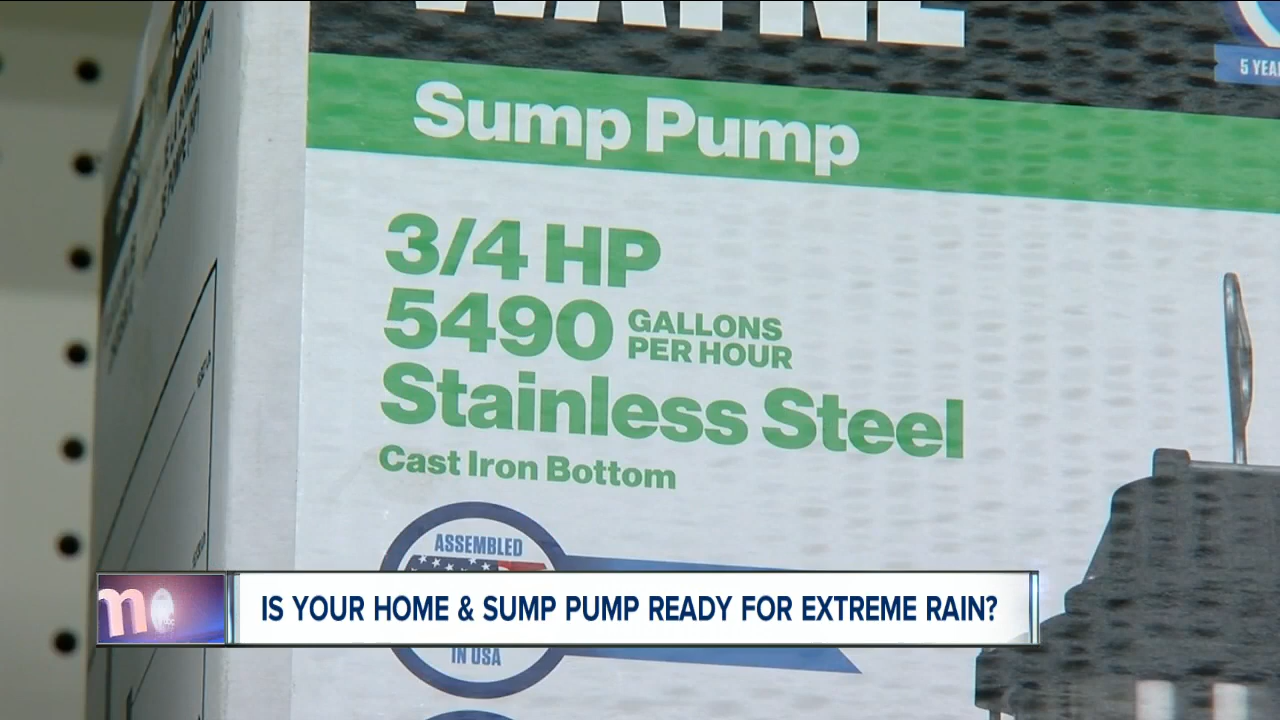 WAYNE
5 YEA
Sump Pump
3/4 HP
5490 GALLONS
PER HOUR
Stainless Steel
Cast Iron Bottom
ASSEMBLED
IS YOUR HOME & SUMP PUMP READY FOR EXTREME RAIN?
IN USA